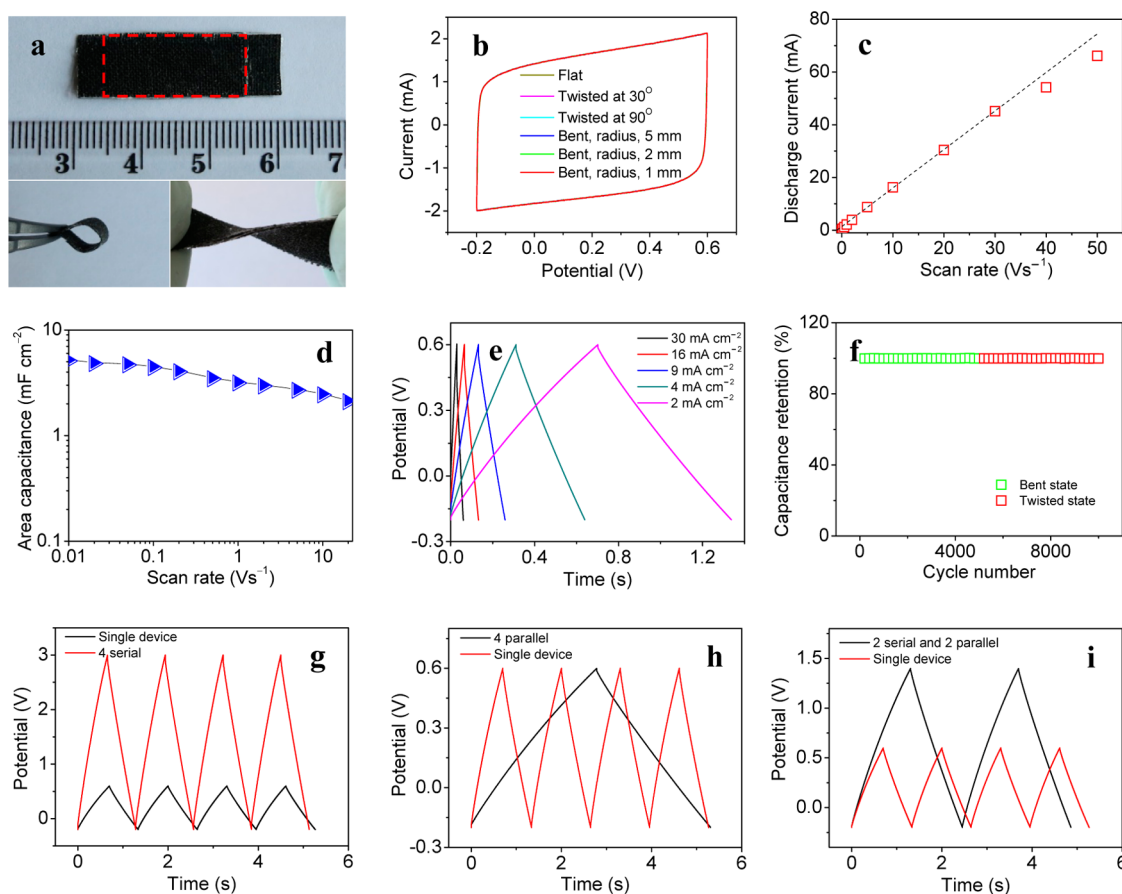 a
3 4 5 6 7
b
Current (mA)
2
1
0
-1
-2
Flat
Twisted at 30O
Twisted at 90O
Bent, radius, 5 mm
Bent, radius, 2 mm
Bent, radius, 1 mm
-0.2 0.0 0.2 0.4 0.6
Potential (V)
c
Discharge current (mA)
80
60
40
20
0
0 10 20 30 40 50
Scan rate (Vs−1)
d
Area capacitance (mF cm−2)
10
1
0.1
0.01 0.1 1 10
Scan rate (Vs−1)
e
Potential (V)
0.6
0.3
0.0
-0.3
30 mA cm−2
16 mA cm−2
9 mA cm−2
4 mA cm−2
2 mA cm−2
0.0 0.4 0.8 1.2
Time (s)
f
Capacitance retention (%)
120
80
40
0
Bent state
Twisted state
0 4000 8000
Cycle number
g
Potential (V)
3
2
1
0
Single device
4 serial
0 2 4 6
Time (s)
h
Potential (V)
0.9
0.6
0.3
0.0
-0.3
4 parallel
Single device
0 2 4 6
Time (s)
i
Potential (V)
1.5
1.0
0.5
0.0
2 serial and 2 parallel
Single device
0 2 4 6
Time (s)